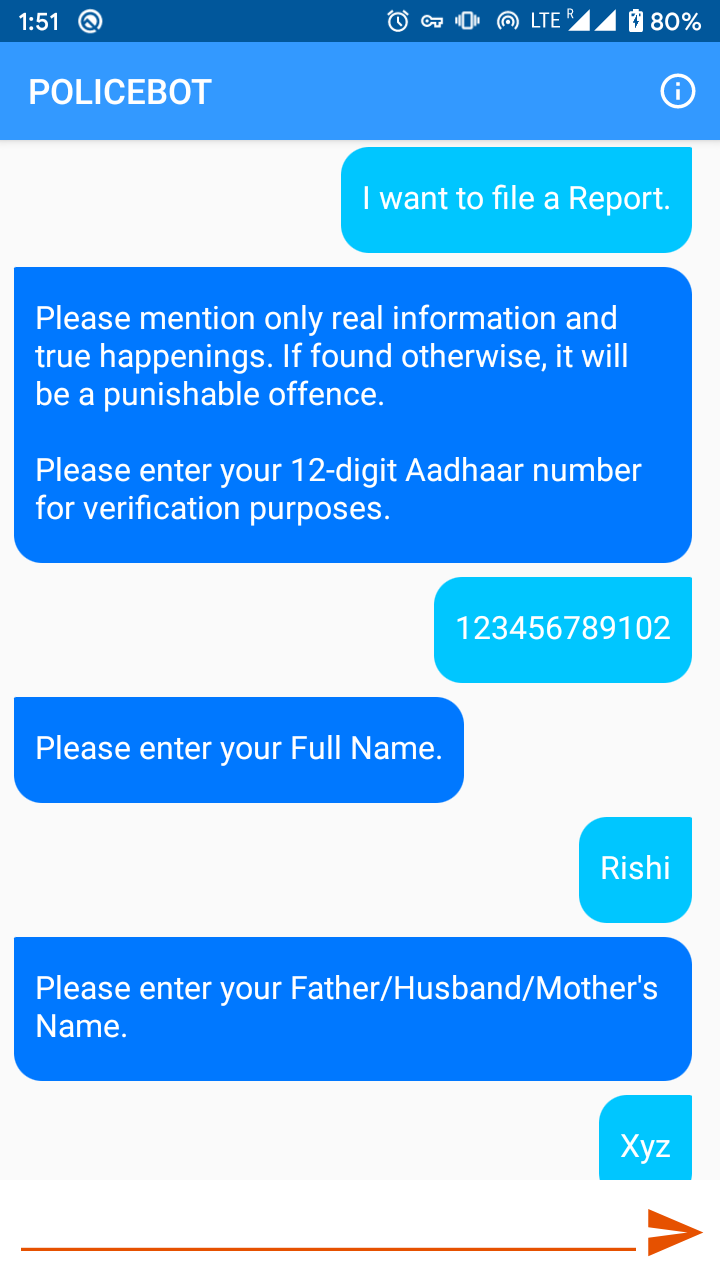 1:51 LTE R 80%
POLICEBOT
I want to file a Report.
Please mention only real information and
true happenings. If found otherwise, it will
be a punishable offence.
Please enter your 12-digit Aadhaar number
for verification purposes.
123456789102
Please enter your Full Name.
Rishi
Please enter your Father/Husband/Mother's
Name.
Xyz